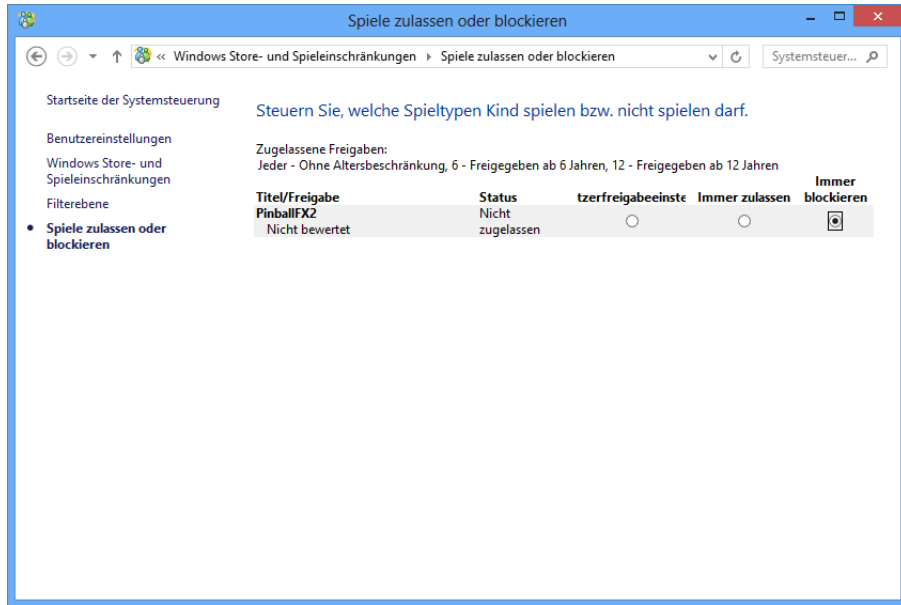 Spiele zulassen oder blockieren
« Windows Store- und Spieleinschränkungen Spiele zulassen oder blockieren
Systemsteuer...
Startseite der Systemsteuerung
Benutzereinstellungen
Windows Store- und
Spieleinschränkungen
Filterebene
• Spiele zulassen oder
blockieren
Steuern Sie, welche Spieltypen Kind spielen bzw. nicht spielen darf.
Zugelassene Freigaben:
Jeder - Ohne Altersbeschränkung, 6 - Freigegeben ab 6 Jahren, 12 - Freigegeben ab 12 Jahren
Titel/Freigabe Status tzerfreigabeeinste Immer zulassen Immer blockieren
PinballFX2 Nicht
Nicht bewertet zugelassen